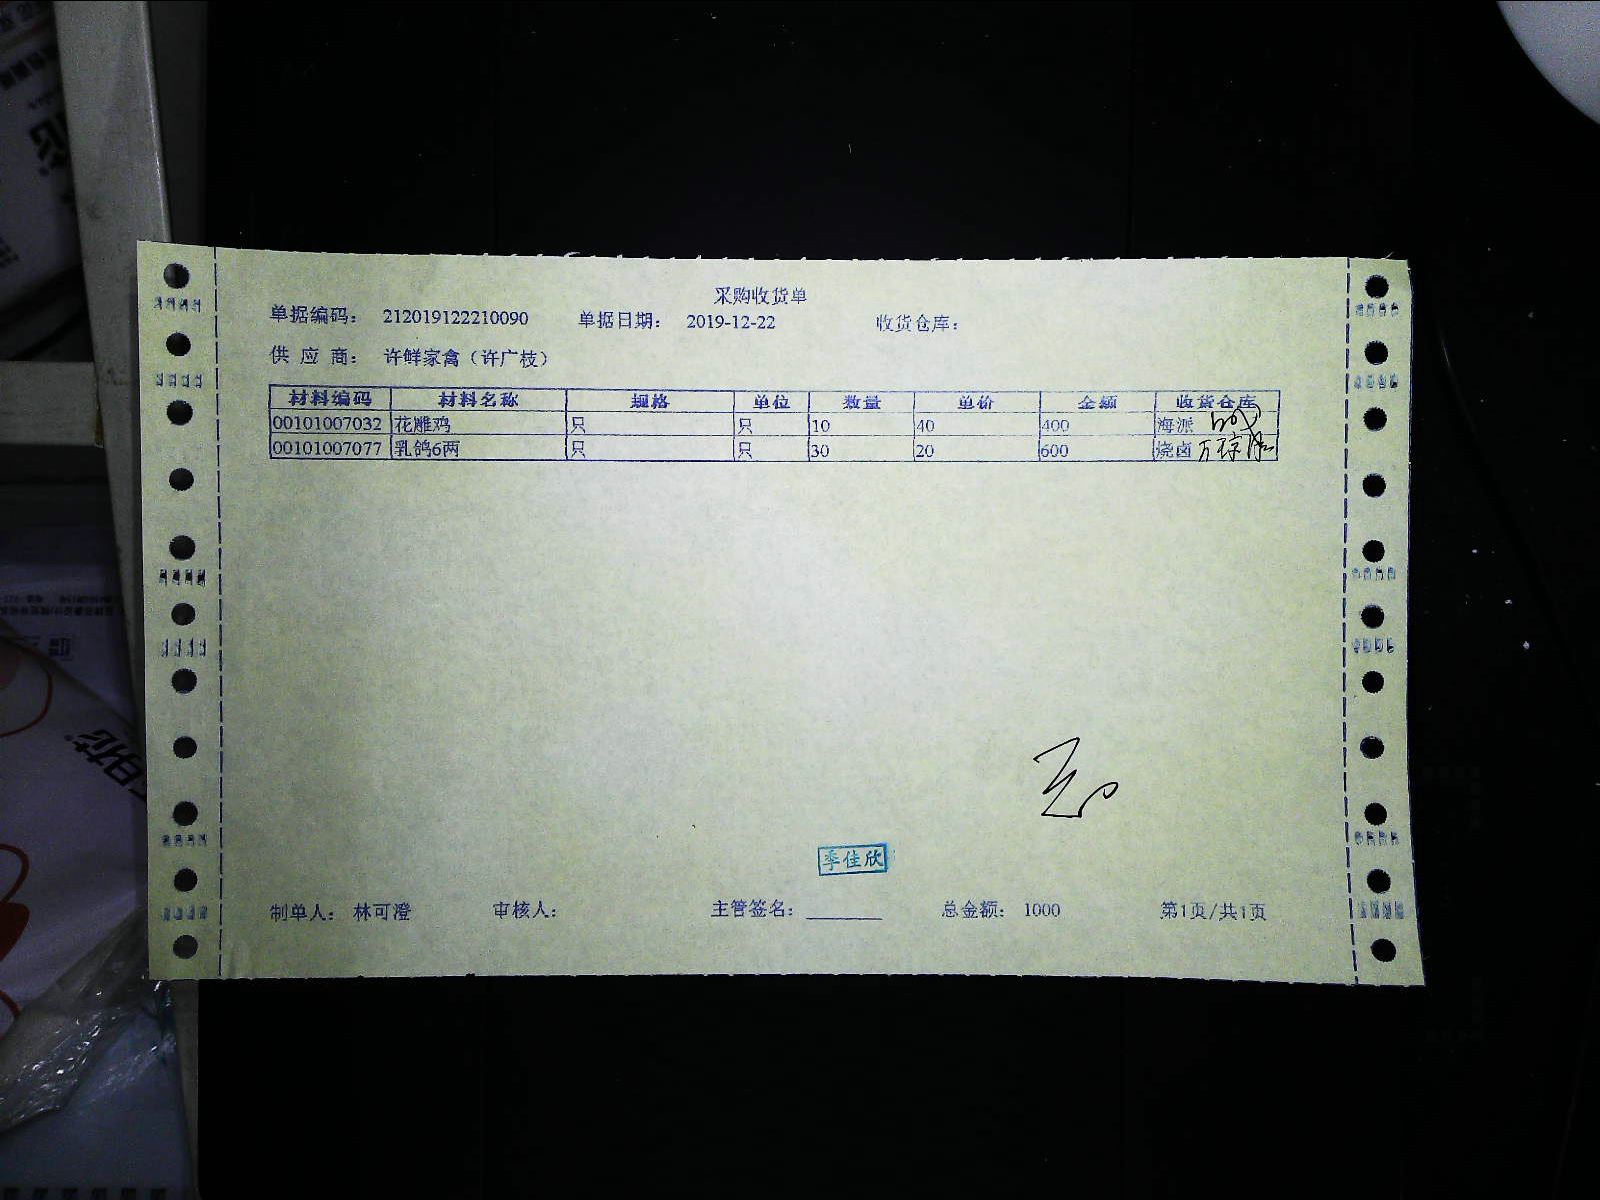 采购收货单
单据编码： 212019122210090 单据日期： 2019-12-22 收货仓库：
供 应 商： 许鲜家禽（许广枝）
材料编码 材料名称 规格 单位 数量 单价 金额 收货仓库
00101007032 花雕鸡 只 只 10 40 400 海派
00101007077 乳鸽6两 只 只 30 20 600 烧卤
季佳欣
制单人： 林可澄 审核人： 主管签名： 总金额： 1000 第1页/共1页